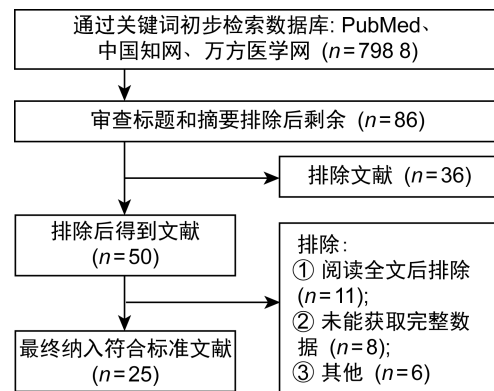 通过关键词初步检索数据库: PubMed、
中国知网、万方医学网 (n=798 8)
审查标题和摘要排除后剩余 (n=86)
排除文献 (n=36)
排除后得到文献
(n=50)
排除:
① 阅读全文后排除
(n=11);
② 未能获取完整数
据 (n=8);
③ 其他 (n=6)
最终纳入符合标准文献
(n=25)